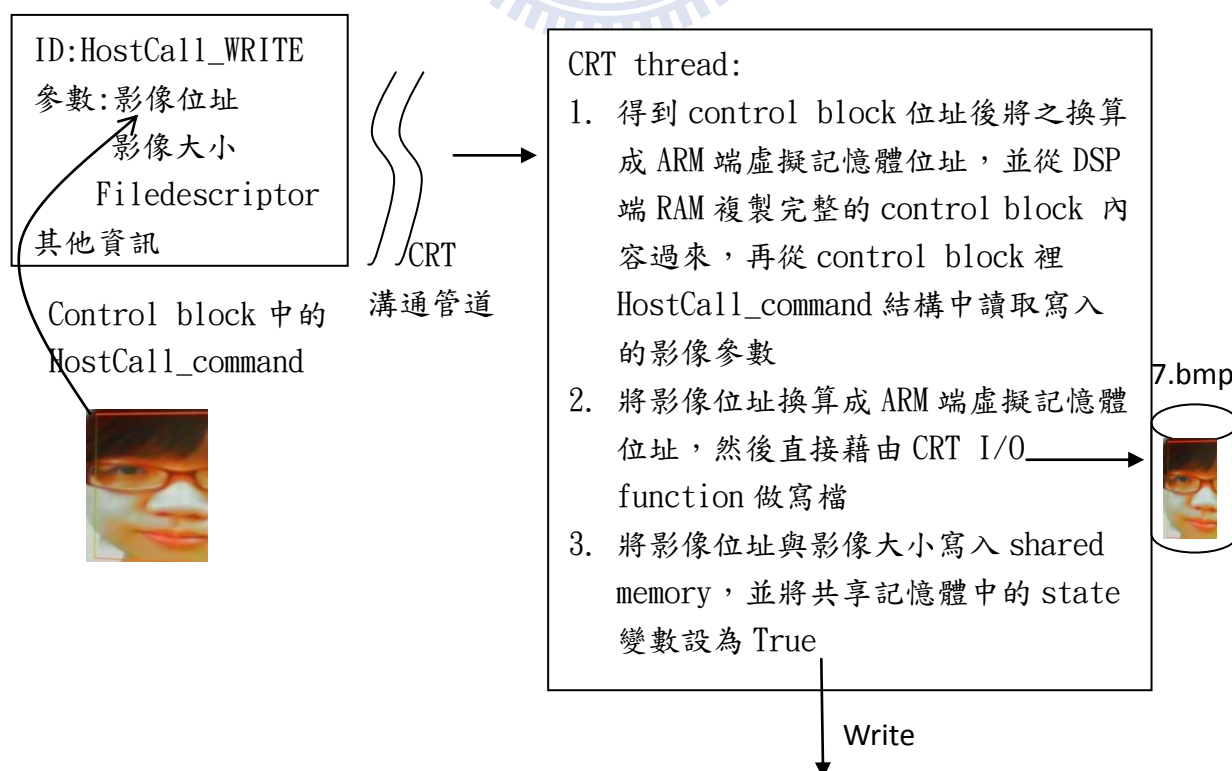 ID:HostCall_WRITE
參數:影像位址
影像大小
Filedescriptor
其他資訊
Control block 中的
HostCall_command
CRT
溝通管道
CRT thread:
1. 得到 control block 位址後將之換算
成 ARM 端虛擬記憶體位址，並從 DSP
端 RAM 複製完整的 control block 內
容過來，再從 control block 裡
HostCall_command 結構中讀取寫入
的影像參數
2. 將影像位址換算成 ARM 端虛擬記憶體
位址，然後直接藉由 CRT I/O
function 做寫檔
3. 將影像位址與影像大小寫入 shared
memory，並將共享記憶體中的 state
變數設為 True
7.bmp
Write